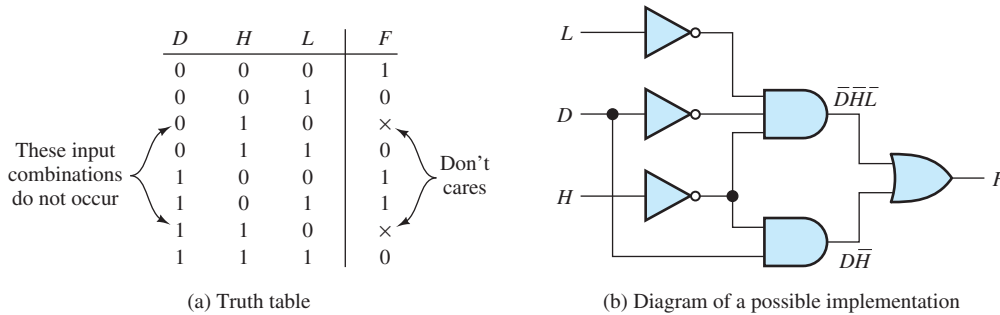 D H L F
0 0 0 1
0 0 1 0
0 1 0 ×
0 1 1 0
1 0 0 1
1 0 1 1
1 1 0 ×
1 1 1 0
These input
combinations
do not occur
Don't
cares
(a) Truth table
L
D
H
D̅H̅L̅
DH̅
F
(b) Diagram of a possible implementation